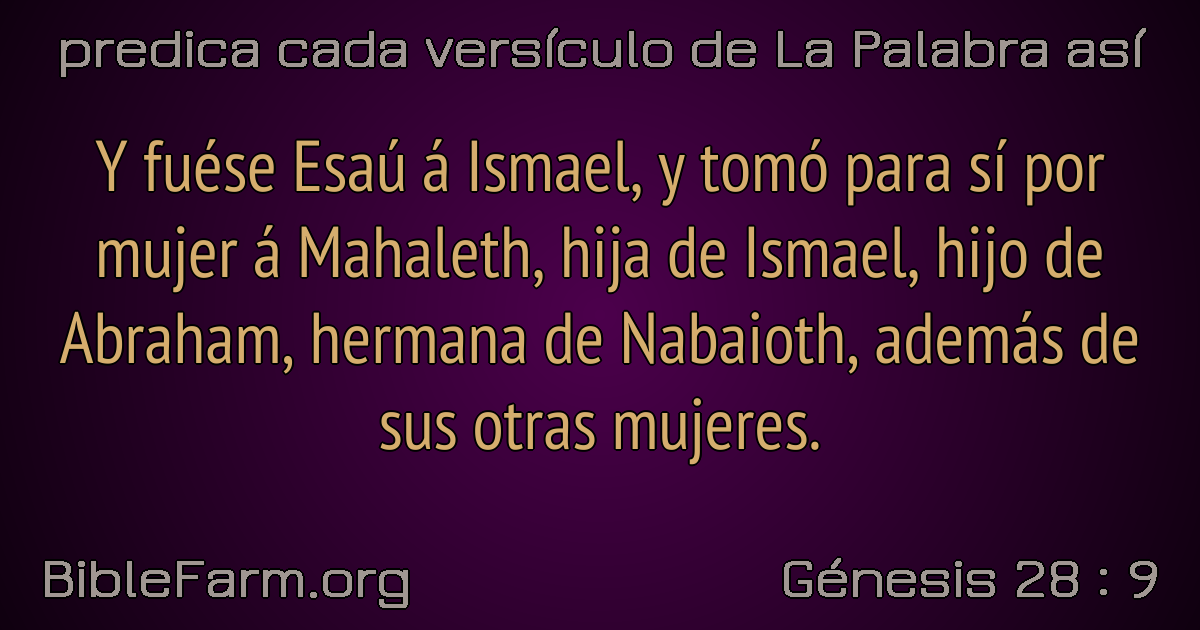 predica cada versículo de La Palabra así
Y fuése Esaú á Ismael, y tomó para sí por
mujer á Mahaleth, hija de Ismael, hijo de
Abraham, hermana de Nabaioth, además de
sus otras mujeres.
BibleFarm.org
Génesis 28 : 9